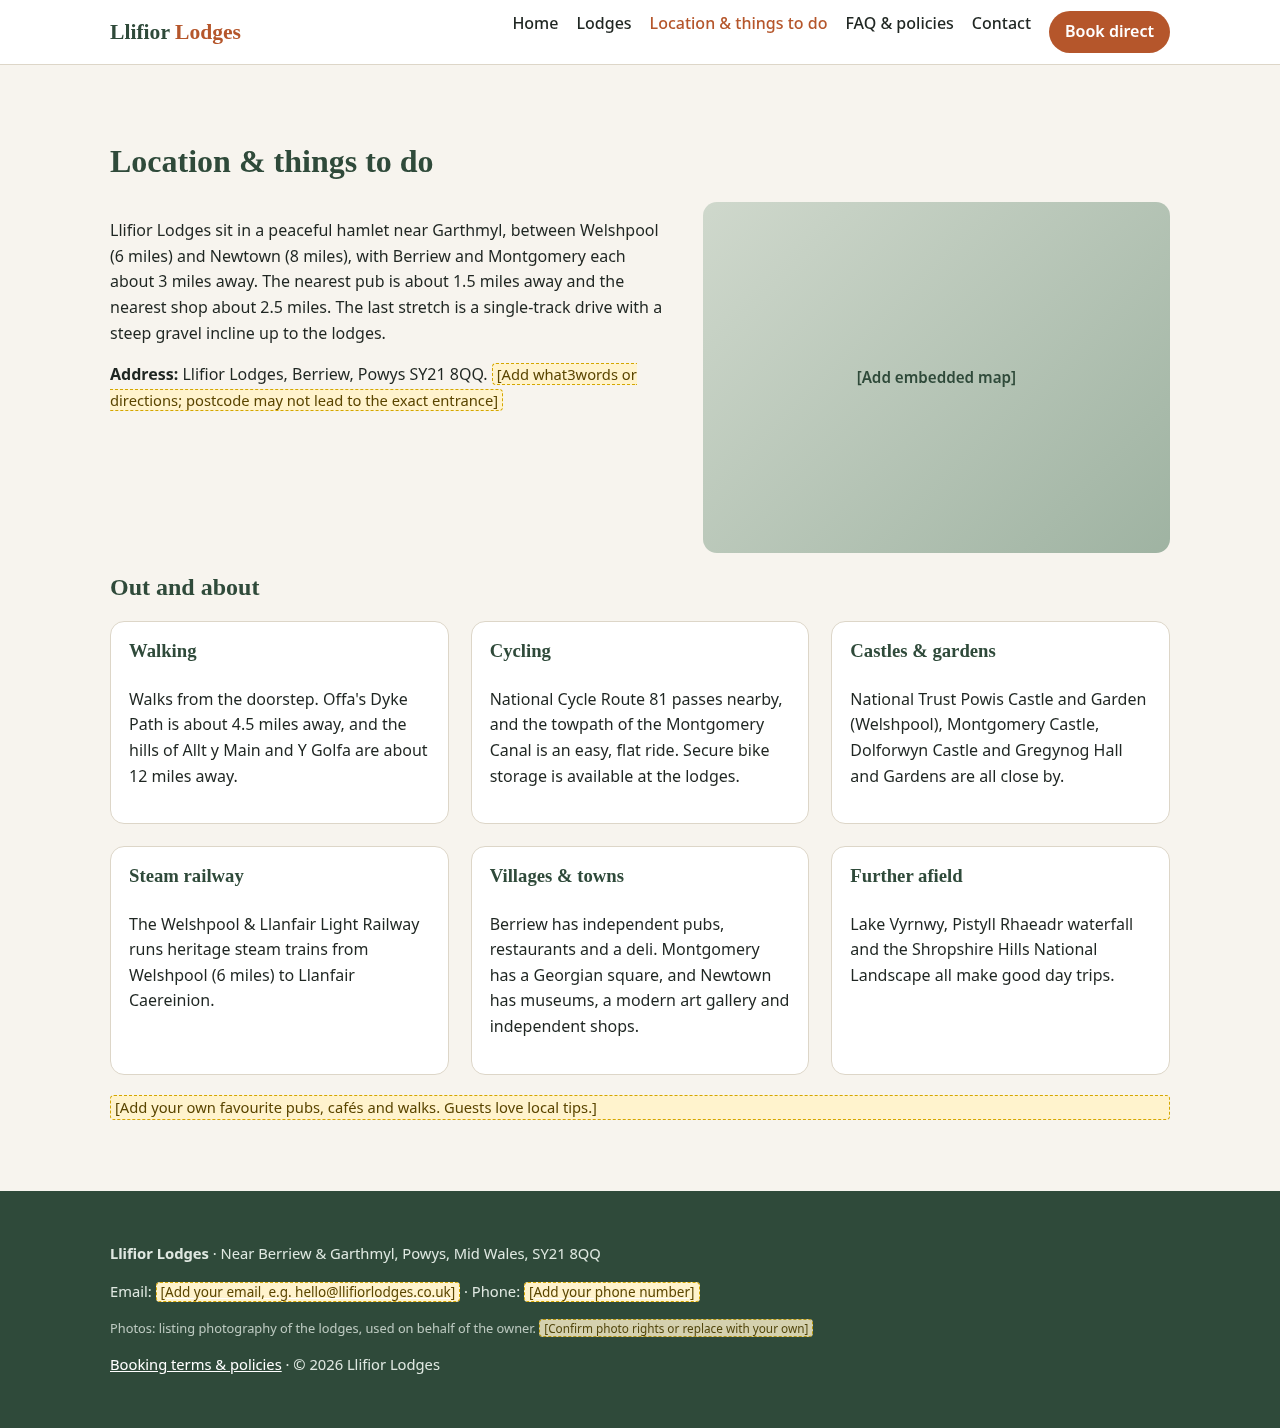 Llifior Lodges
Home Lodges Location & things to do FAQ & policies Contact Book direct
Location & things to do
Llifior Lodges sit in a peaceful hamlet near Garthmyl, between Welshpool
(6 miles) and Newtown (8 miles), with Berriew and Montgomery each
about 3 miles away. The nearest pub is about 1.5 miles away and the
nearest shop about 2.5 miles. The last stretch is a single-track drive with a
steep gravel incline up to the lodges.
Address: Llifior Lodges, Berriew, Powys SY21 8QQ. [Add what3words or
directions; postcode may not lead to the exact entrance]
[Add embedded map]
Out and about
Walking
Walks from the doorstep. Offa's Dyke
Path is about 4.5 miles away, and the
hills of Allt y Main and Y Golfa are about
12 miles away.
Cycling
National Cycle Route 81 passes nearby,
and the towpath of the Montgomery
Canal is an easy, flat ride. Secure bike
storage is available at the lodges.
Castles & gardens
National Trust Powis Castle and Garden
(Welshpool), Montgomery Castle,
Dolforwyn Castle and Gregynog Hall
and Gardens are all close by.
Steam railway
The Welshpool & Llanfair Light Railway
runs heritage steam trains from
Welshpool (6 miles) to Llanfair
Caereinion.
Villages & towns
Berriew has independent pubs,
restaurants and a deli. Montgomery
has a Georgian square, and Newtown
has museums, a modern art gallery and
independent shops.
Further afield
Lake Vyrnwy, Pistyll Rhaeadr waterfall
and the Shropshire Hills National
Landscape all make good day trips.
[Add your own favourite pubs, cafés and walks. Guests love local tips.]
Llifior Lodges · Near Berriew & Garthmyl, Powys, Mid Wales, SY21 8QQ
Email: [Add your email, e.g. hello@llifiorlodges.co.uk] · Phone: [Add your phone number]
Photos: listing photography of the lodges, used on behalf of the owner. [Confirm photo rights or replace with your own]
Booking terms & policies · © 2026 Llifior Lodges